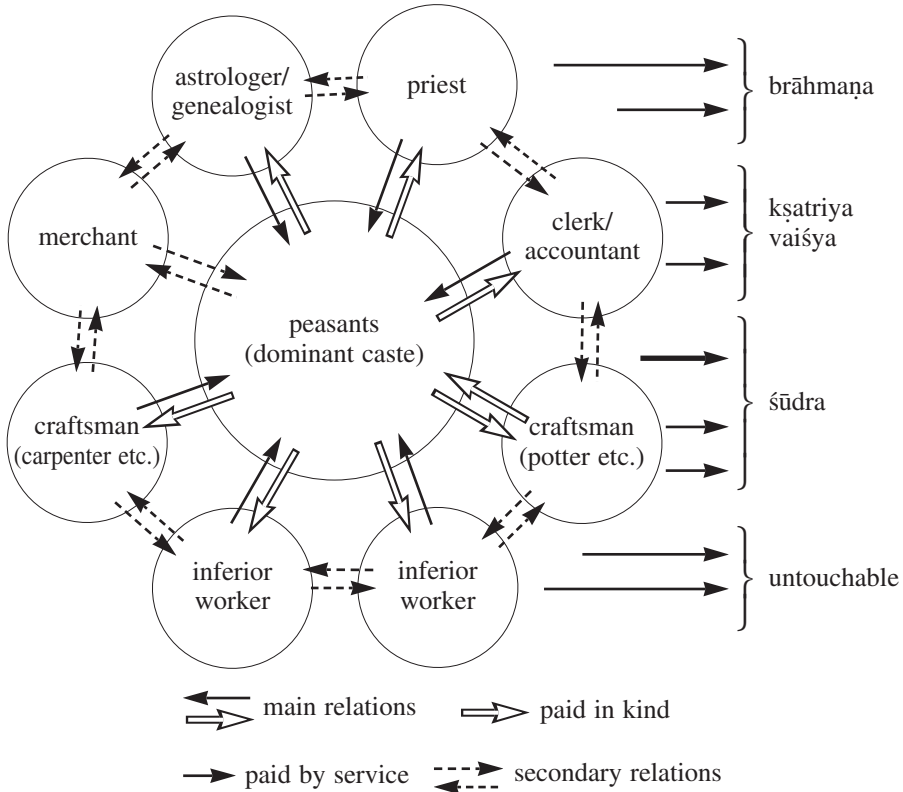 astrologer/
genealogist
priest
brāhmaṇa
merchant
clerk/
accountant
kṣatriya
vaiśya
peasants
(dominant caste)
craftsman
(carpenter etc.)
craftsman
(potter etc.)
śūdra
inferior
worker
inferior
worker
untouchable
main relations
paid in kind
paid by service
secondary relations